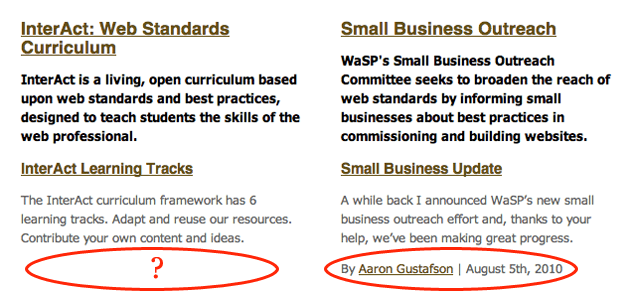 InterAct: Web Standards
Curriculum
InterAct is a living, open curriculum based
upon web standards and best practices,
designed to teach students the skills of the
web professional.
InterAct Learning Tracks
The InterAct curriculum framework has 6
learning tracks. Adapt and reuse our resources.
Contribute your own content and ideas.
?
Small Business Outreach
WaSP's Small Business Outreach
Committee seeks to broaden the reach of
web standards by informing small
businesses about best practices in
commissioning and building websites.
Small Business Update
A while back I announced WaSP's new small
business outreach effort and, thanks to your
help, we've been making great progress.
By Aaron Gustafson | August 5th, 2010